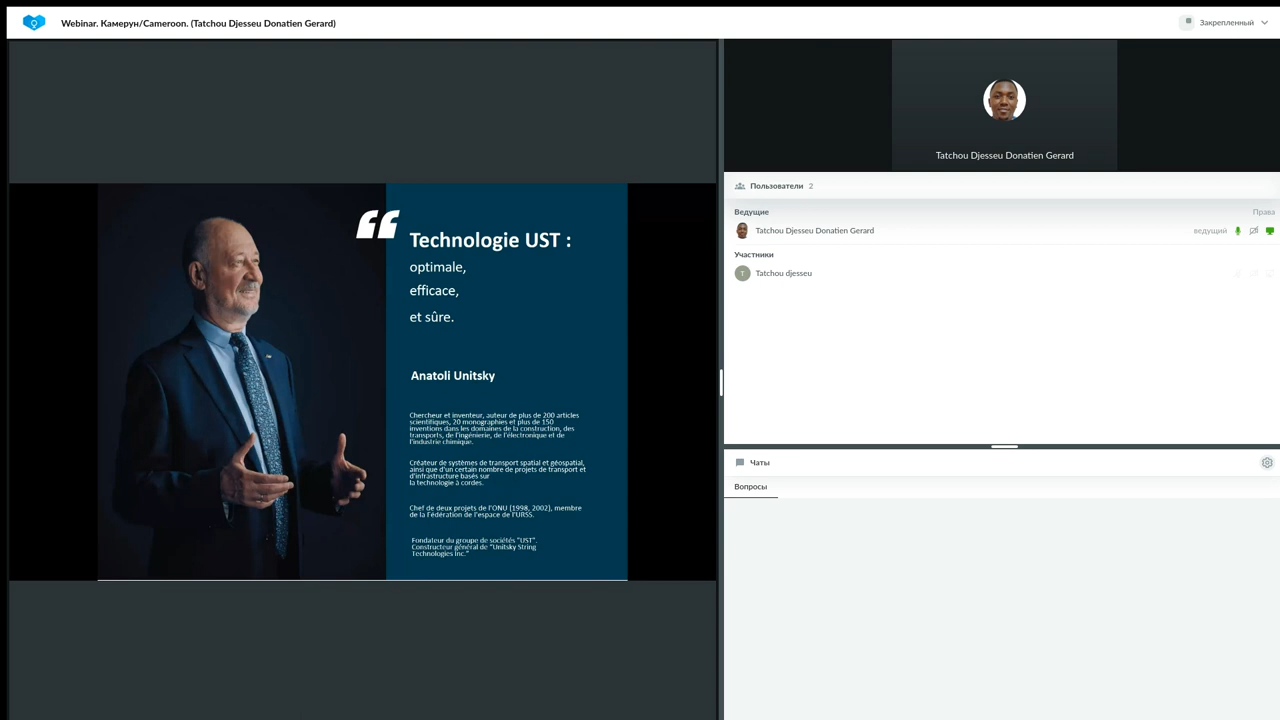 Webinar. Камерун/Cameroon. (Tatchou Djesseu Donatien Gerard)
Закрепленный
“
Technologie UST :
optimale,
efficace,
et sûre.
Anatoli Unitsky
Chercheur et inventeur, auteur de plus de 200 articles
scientifiques, 20 monographies et plus de 150
inventions dans les domaines de la construction, des
transports, de l'ingénierie, de l'électronique et de
l'industrie chimique.
Créateur de systèmes de transport spatial et géospatial,
ainsi que d'un certain nombre de projets de transport et
d'infrastructure basés sur
la technologie à cordes.
Chef de deux projets de l'ONU (1998, 2002), membre
de la Fédération de l'espace de l'URSS.
Fondateur du groupe de sociétés "UST".
Constructeur général de "Unitsky String
Technologies Inc."
Tatchou Djesseu Donatien Gerard
Пользователи 2
Ведущие Права
Tatchou Djesseu Donatien Gerard ведущий
Участники
T Tatchou djesseu
Чаты
Вопросы